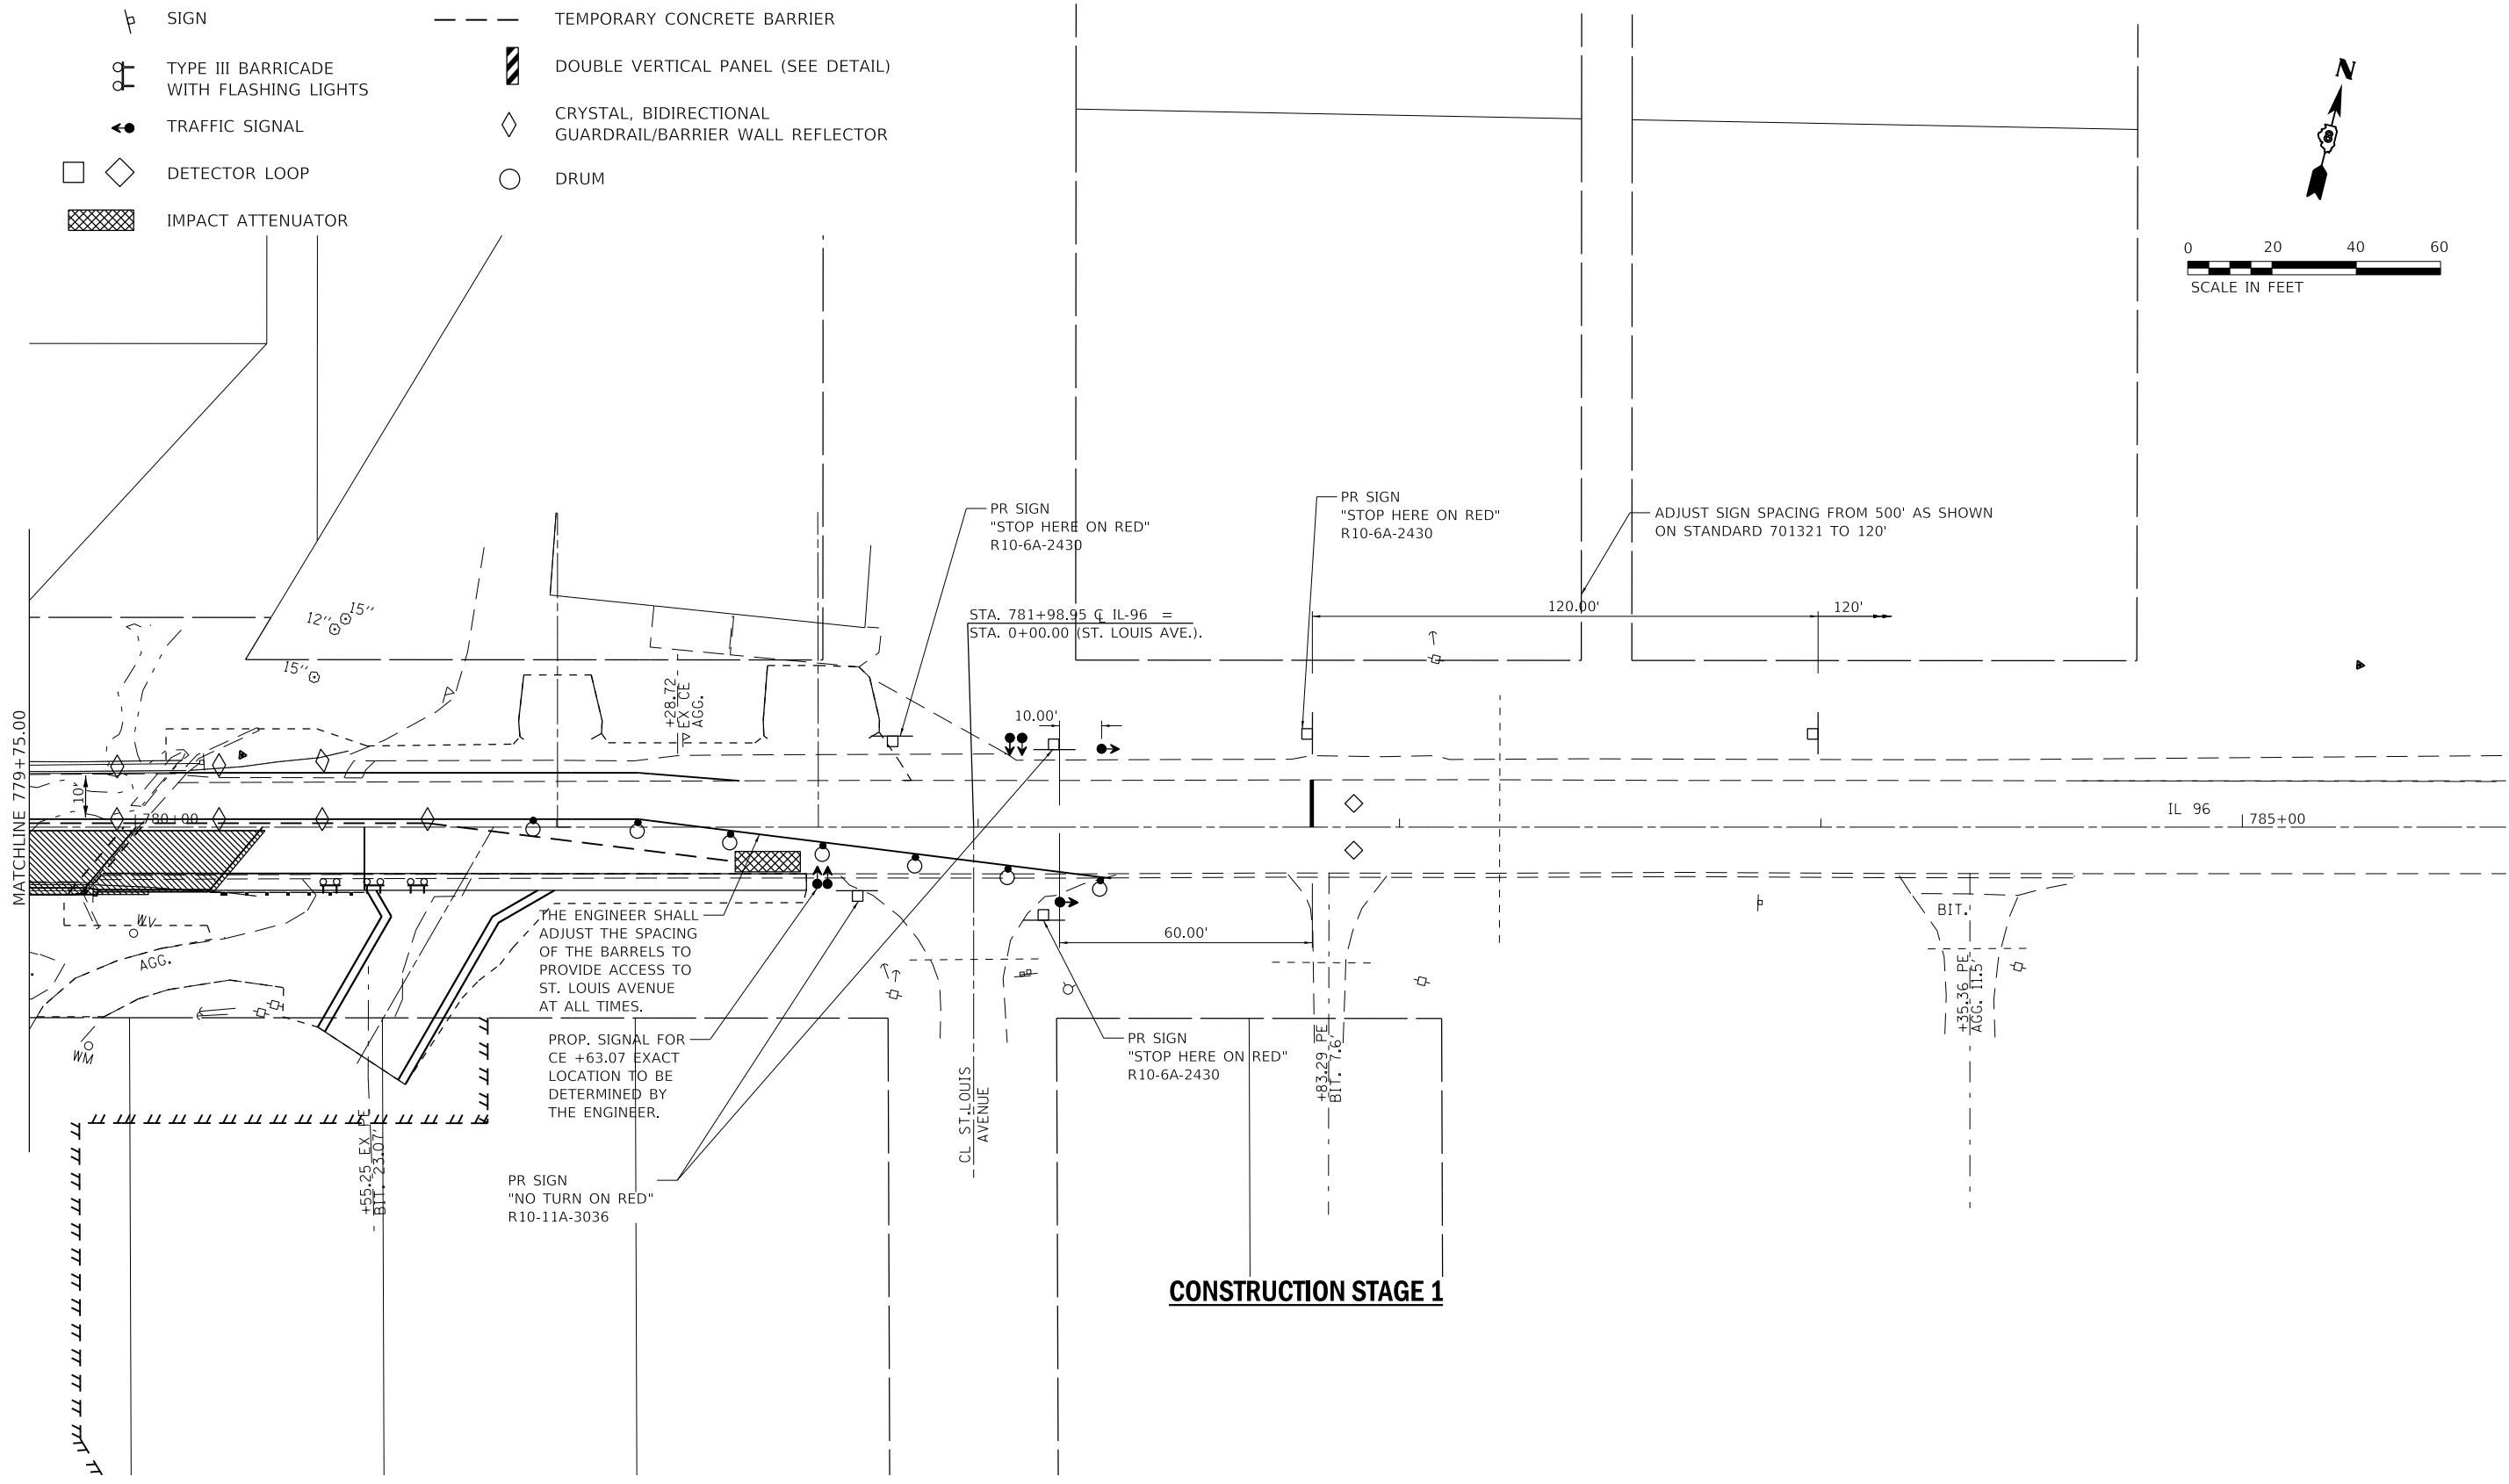 SIGN
TYPE III BARRICADE
WITH FLASHING LIGHTS
TRAFFIC SIGNAL
DETECTOR LOOP
IMPACT ATTENUATOR
TEMPORARY CONCRETE BARRIER
DOUBLE VERTICAL PANEL (SEE DETAIL)
CRYSTAL, BIDIRECTIONAL
GUARDRAIL/BARRIER WALL REFLECTOR
DRUM
N
8
0 20 40 60
SCALE IN FEET
PR SIGN
"STOP HERE ON RED"
R10-6A-2430
PR SIGN
"STOP HERE ON RED"
R10-6A-2430
ADJUST SIGN SPACING FROM 500' AS SHOWN
ON STANDARD 701321 TO 120'
120.00'
120'
STA. 781+98.95 ℄ IL-96 =
STA. 0+00.00 (ST. LOUIS AVE.).
12''
15''
15''
+28.72
EX CE
AGG.
10.00'
MATCHLINE 779+75.00
10'
780+00
IL 96
785+00
WV
AGG.
WM
THE ENGINEER SHALL
ADJUST THE SPACING
OF THE BARRELS TO
PROVIDE ACCESS TO
ST. LOUIS AVENUE
AT ALL TIMES.
60.00'
BIT.
PROP. SIGNAL FOR
CE +63.07 EXACT
LOCATION TO BE
DETERMINED BY
THE ENGINEER.
PR SIGN
"STOP HERE ON RED"
R10-6A-2430
+83.29 PE
BIT. 7.6'
+35.36 PE
AGG. 11.5'
CL ST.LOUIS
AVENUE
+55.25 EX PE
BIT. 23.07'
PR SIGN
"NO TURN ON RED"
R10-11A-3036
CONSTRUCTION STAGE 1